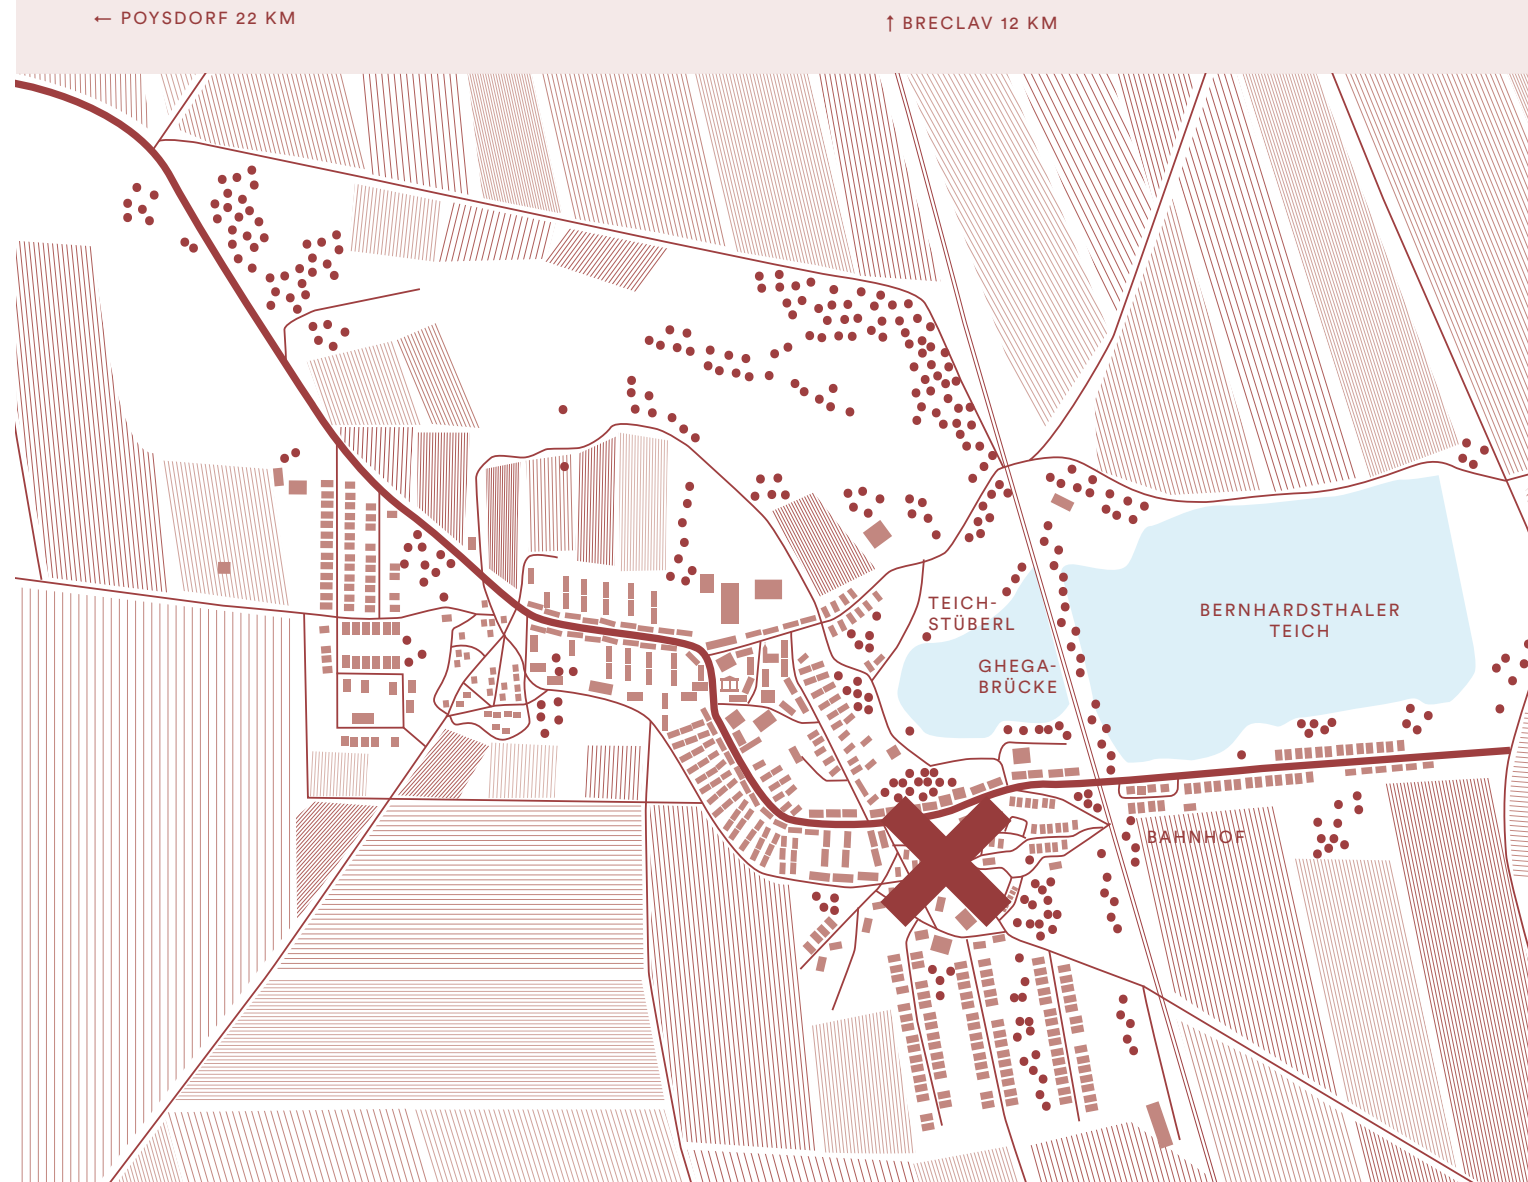 ← POYSDORF 22 KM
↑ BRECLAV 12 KM
TEICH-
STÜBERL
BERNHARDSTHALER
TEICH
GHEGA-
BRÜCKE
BAHNHOF